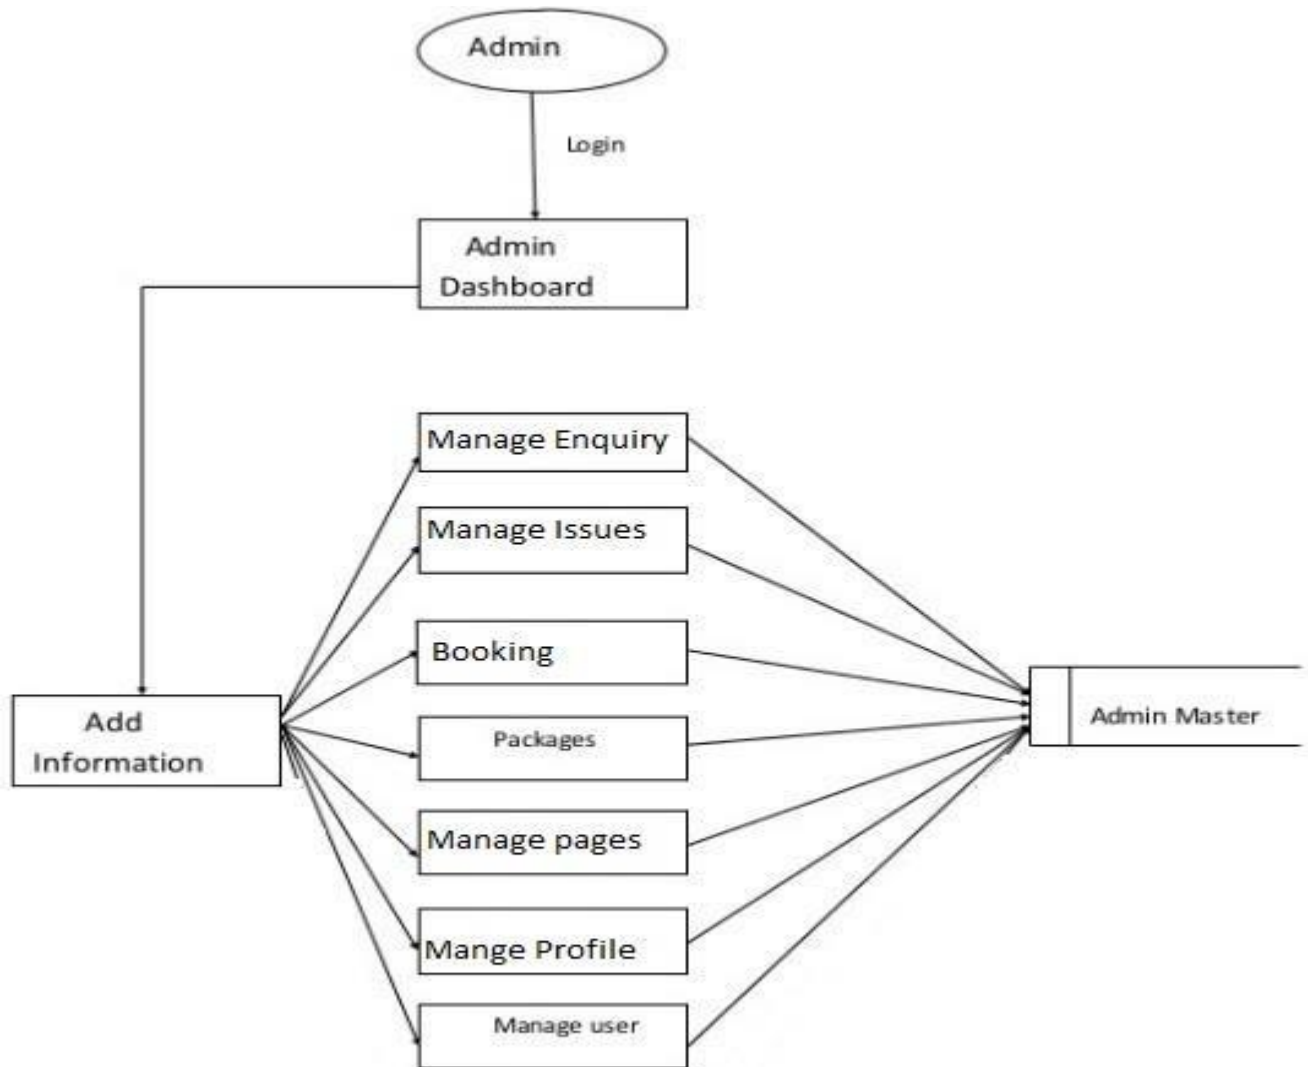 Admin
Login
Admin
Dashboard
Manage Enquiry
Manage Issues
Booking
Add
Information
Packages
Admin Master
Manage pages
Mange Profile
Manage user